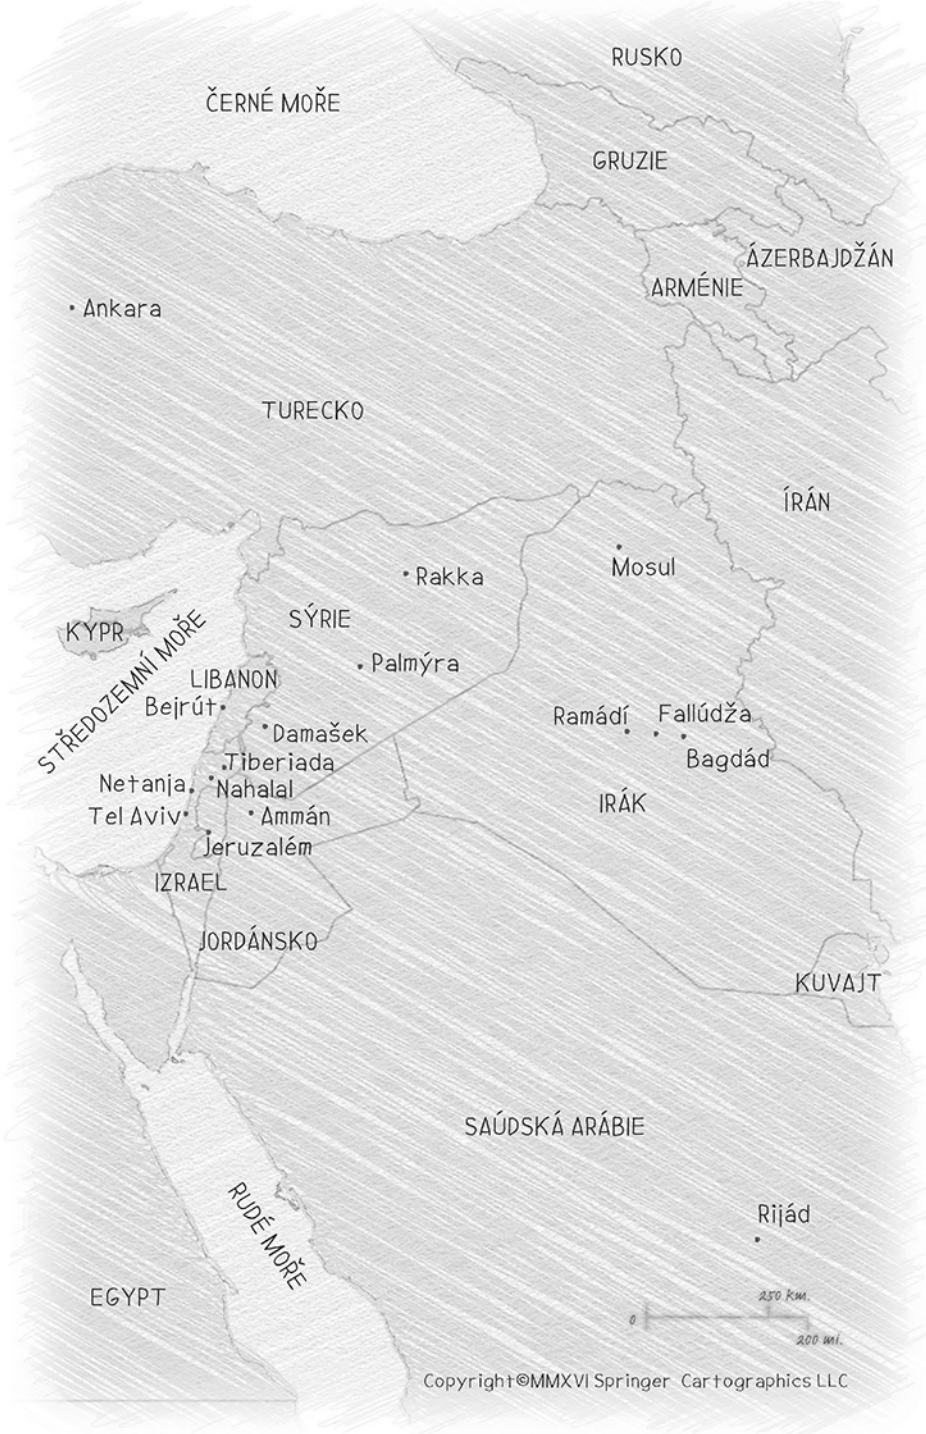 RUSKO
ČERNÉ MOŘE
GRUZIE
ÁZERBAJDŽÁN
ARMÉNIE
Ankara
TURECKO
ÍRÁN
Mosul
Rakka
SÝRIE
KYPR
STŘEDOZEMNÍ MOŘE
Palmýra
LIBANON
Bejrút
Ramádí
Fallúdža
Damašek
Bagdád
Tiberiada
Netanja
Nahalal
IRÁK
Tel Aviv
Ammán
Jeruzalém
IZRAEL
JORDÁNSKO
KUVAJT
SAÚDSKÁ ARÁBIE
RUDÉ MOŘE
Rijád
EGYPT
250 km.
0
200 mi.
Copyright©MMXVI Springer Cartographics LLC